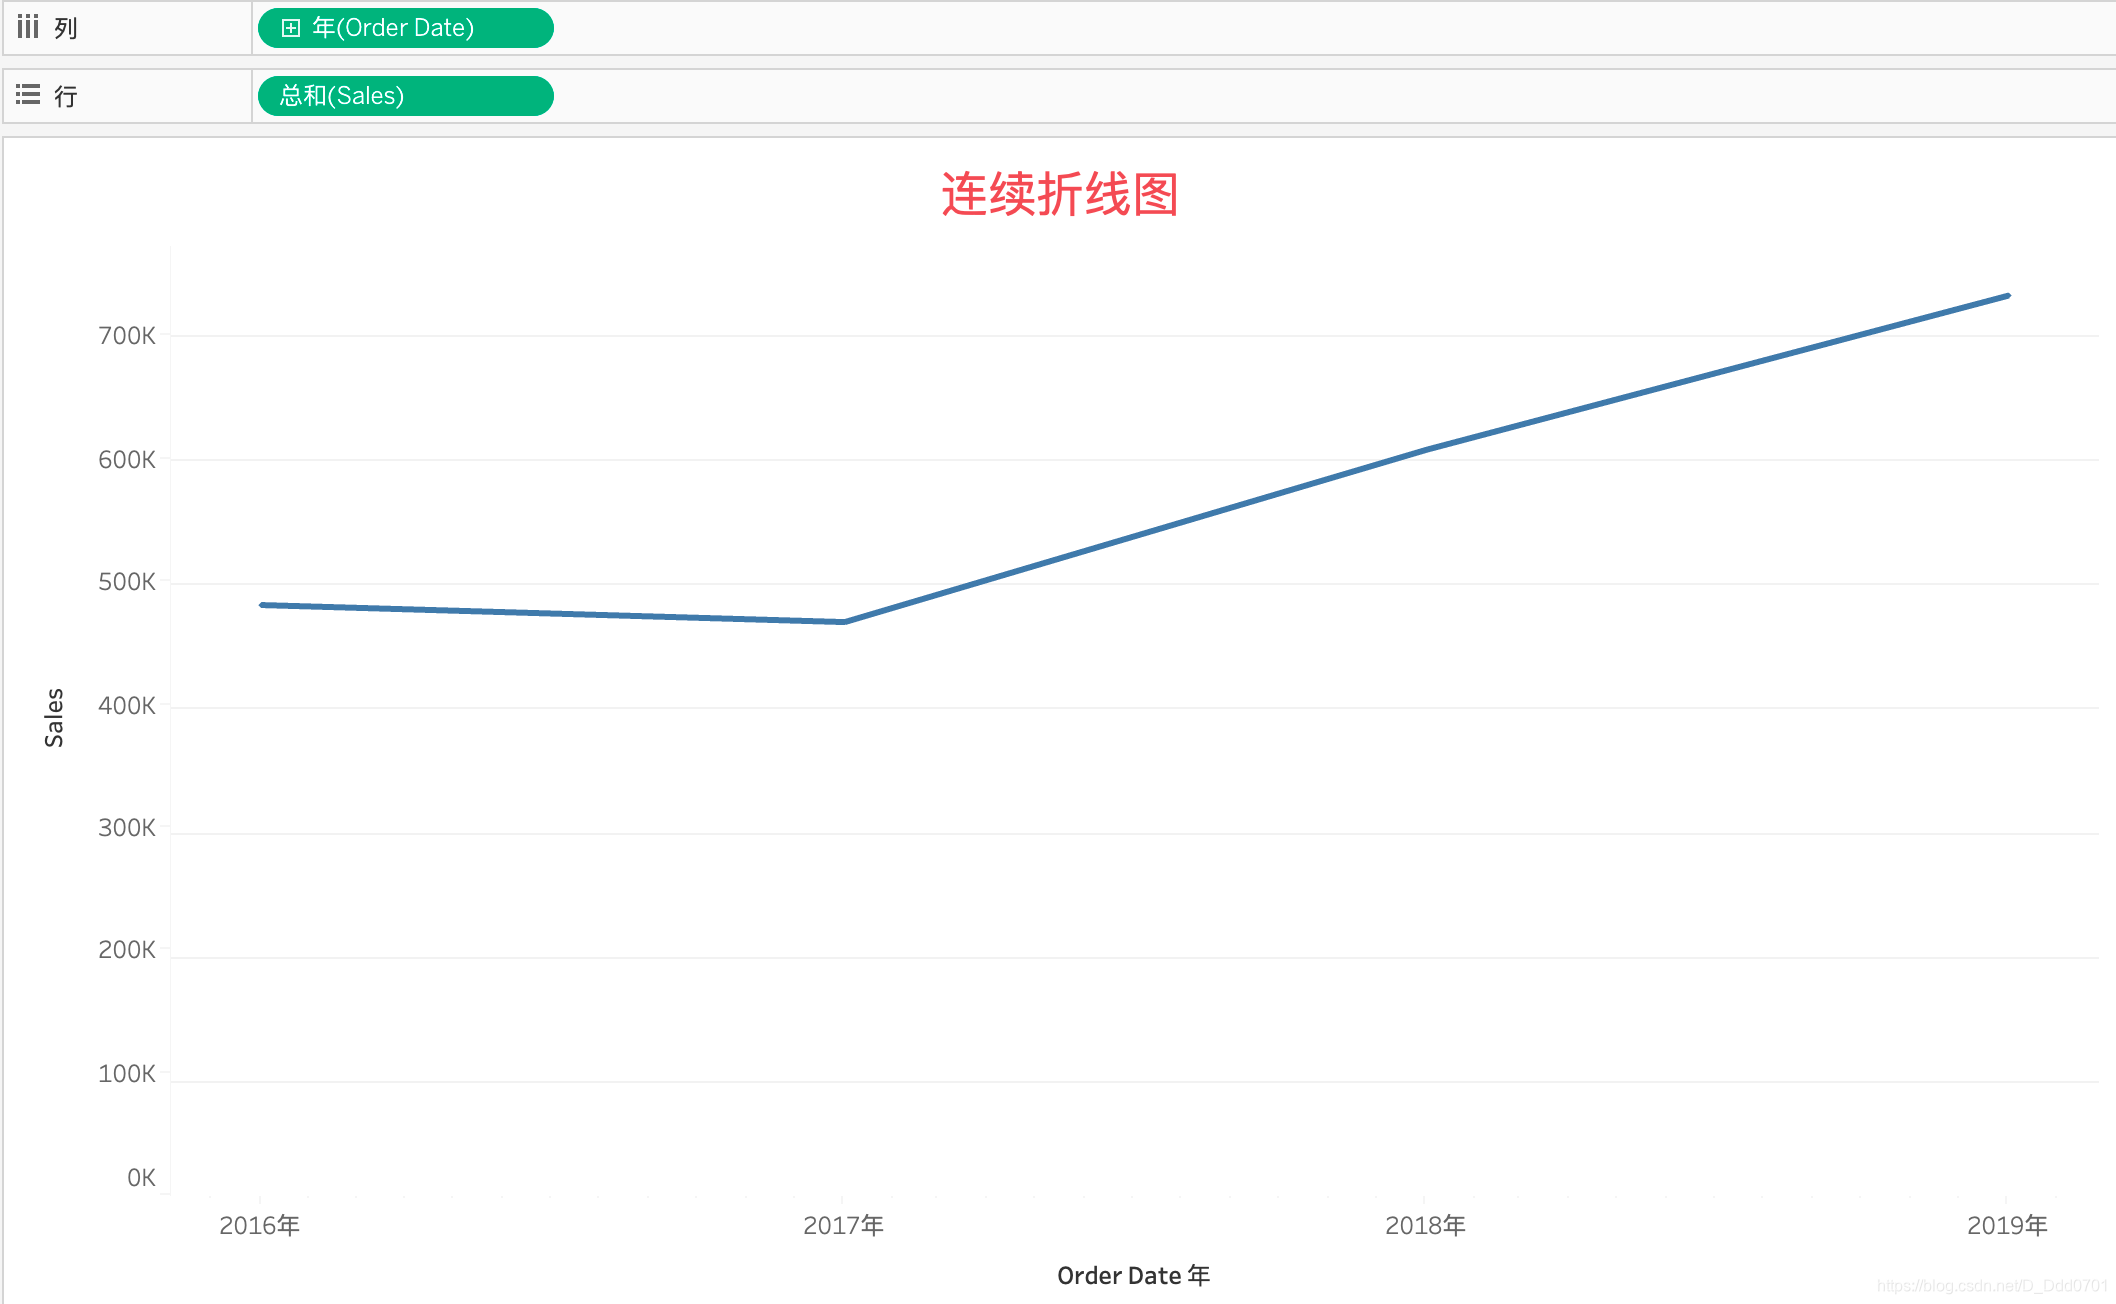 列
年(Order Date)
行
总和(Sales)
连续折线图
700K
600K
500K
400K
300K
200K
100K
0K
Sales
2016年 2017年 2018年 2019年
Order Date 年
https://blog.csdn.net/D_Ddd0701